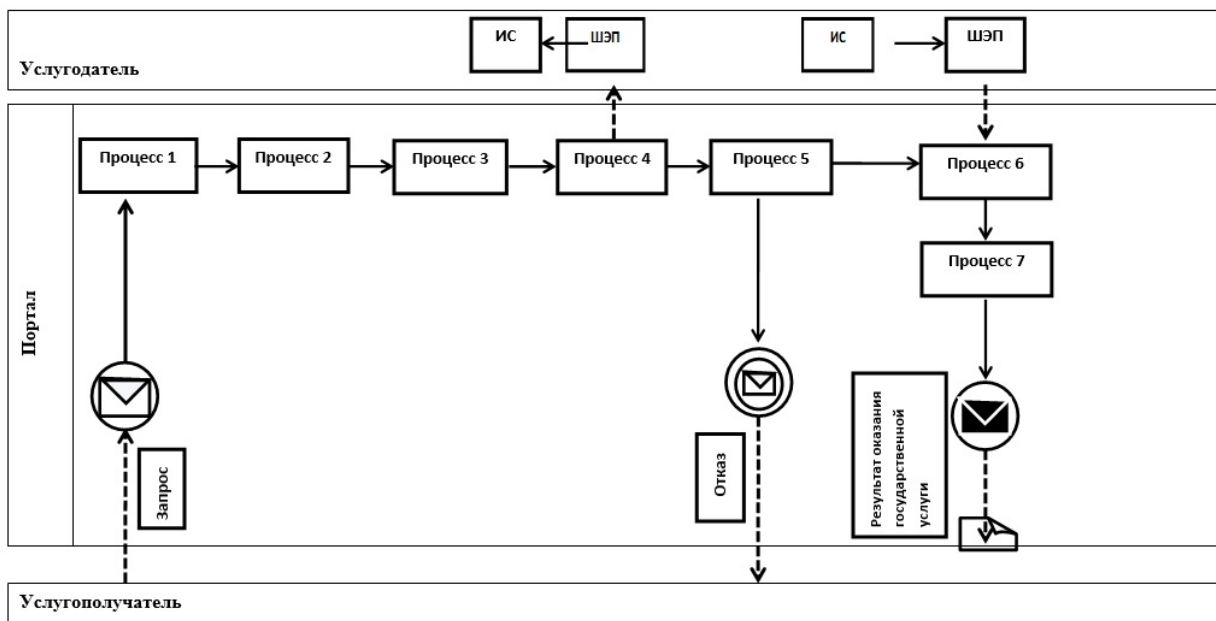 ИС
ШЭП
ИС
ШЭП
Услугодатель
Процесс 1
Процесс 2
Процесс 3
Процесс 4
Процесс 5
Процесс 6
Процесс 7
Портал
Запрос
Отказ
Результат оказания
государственной
услуги
Услугополучатель